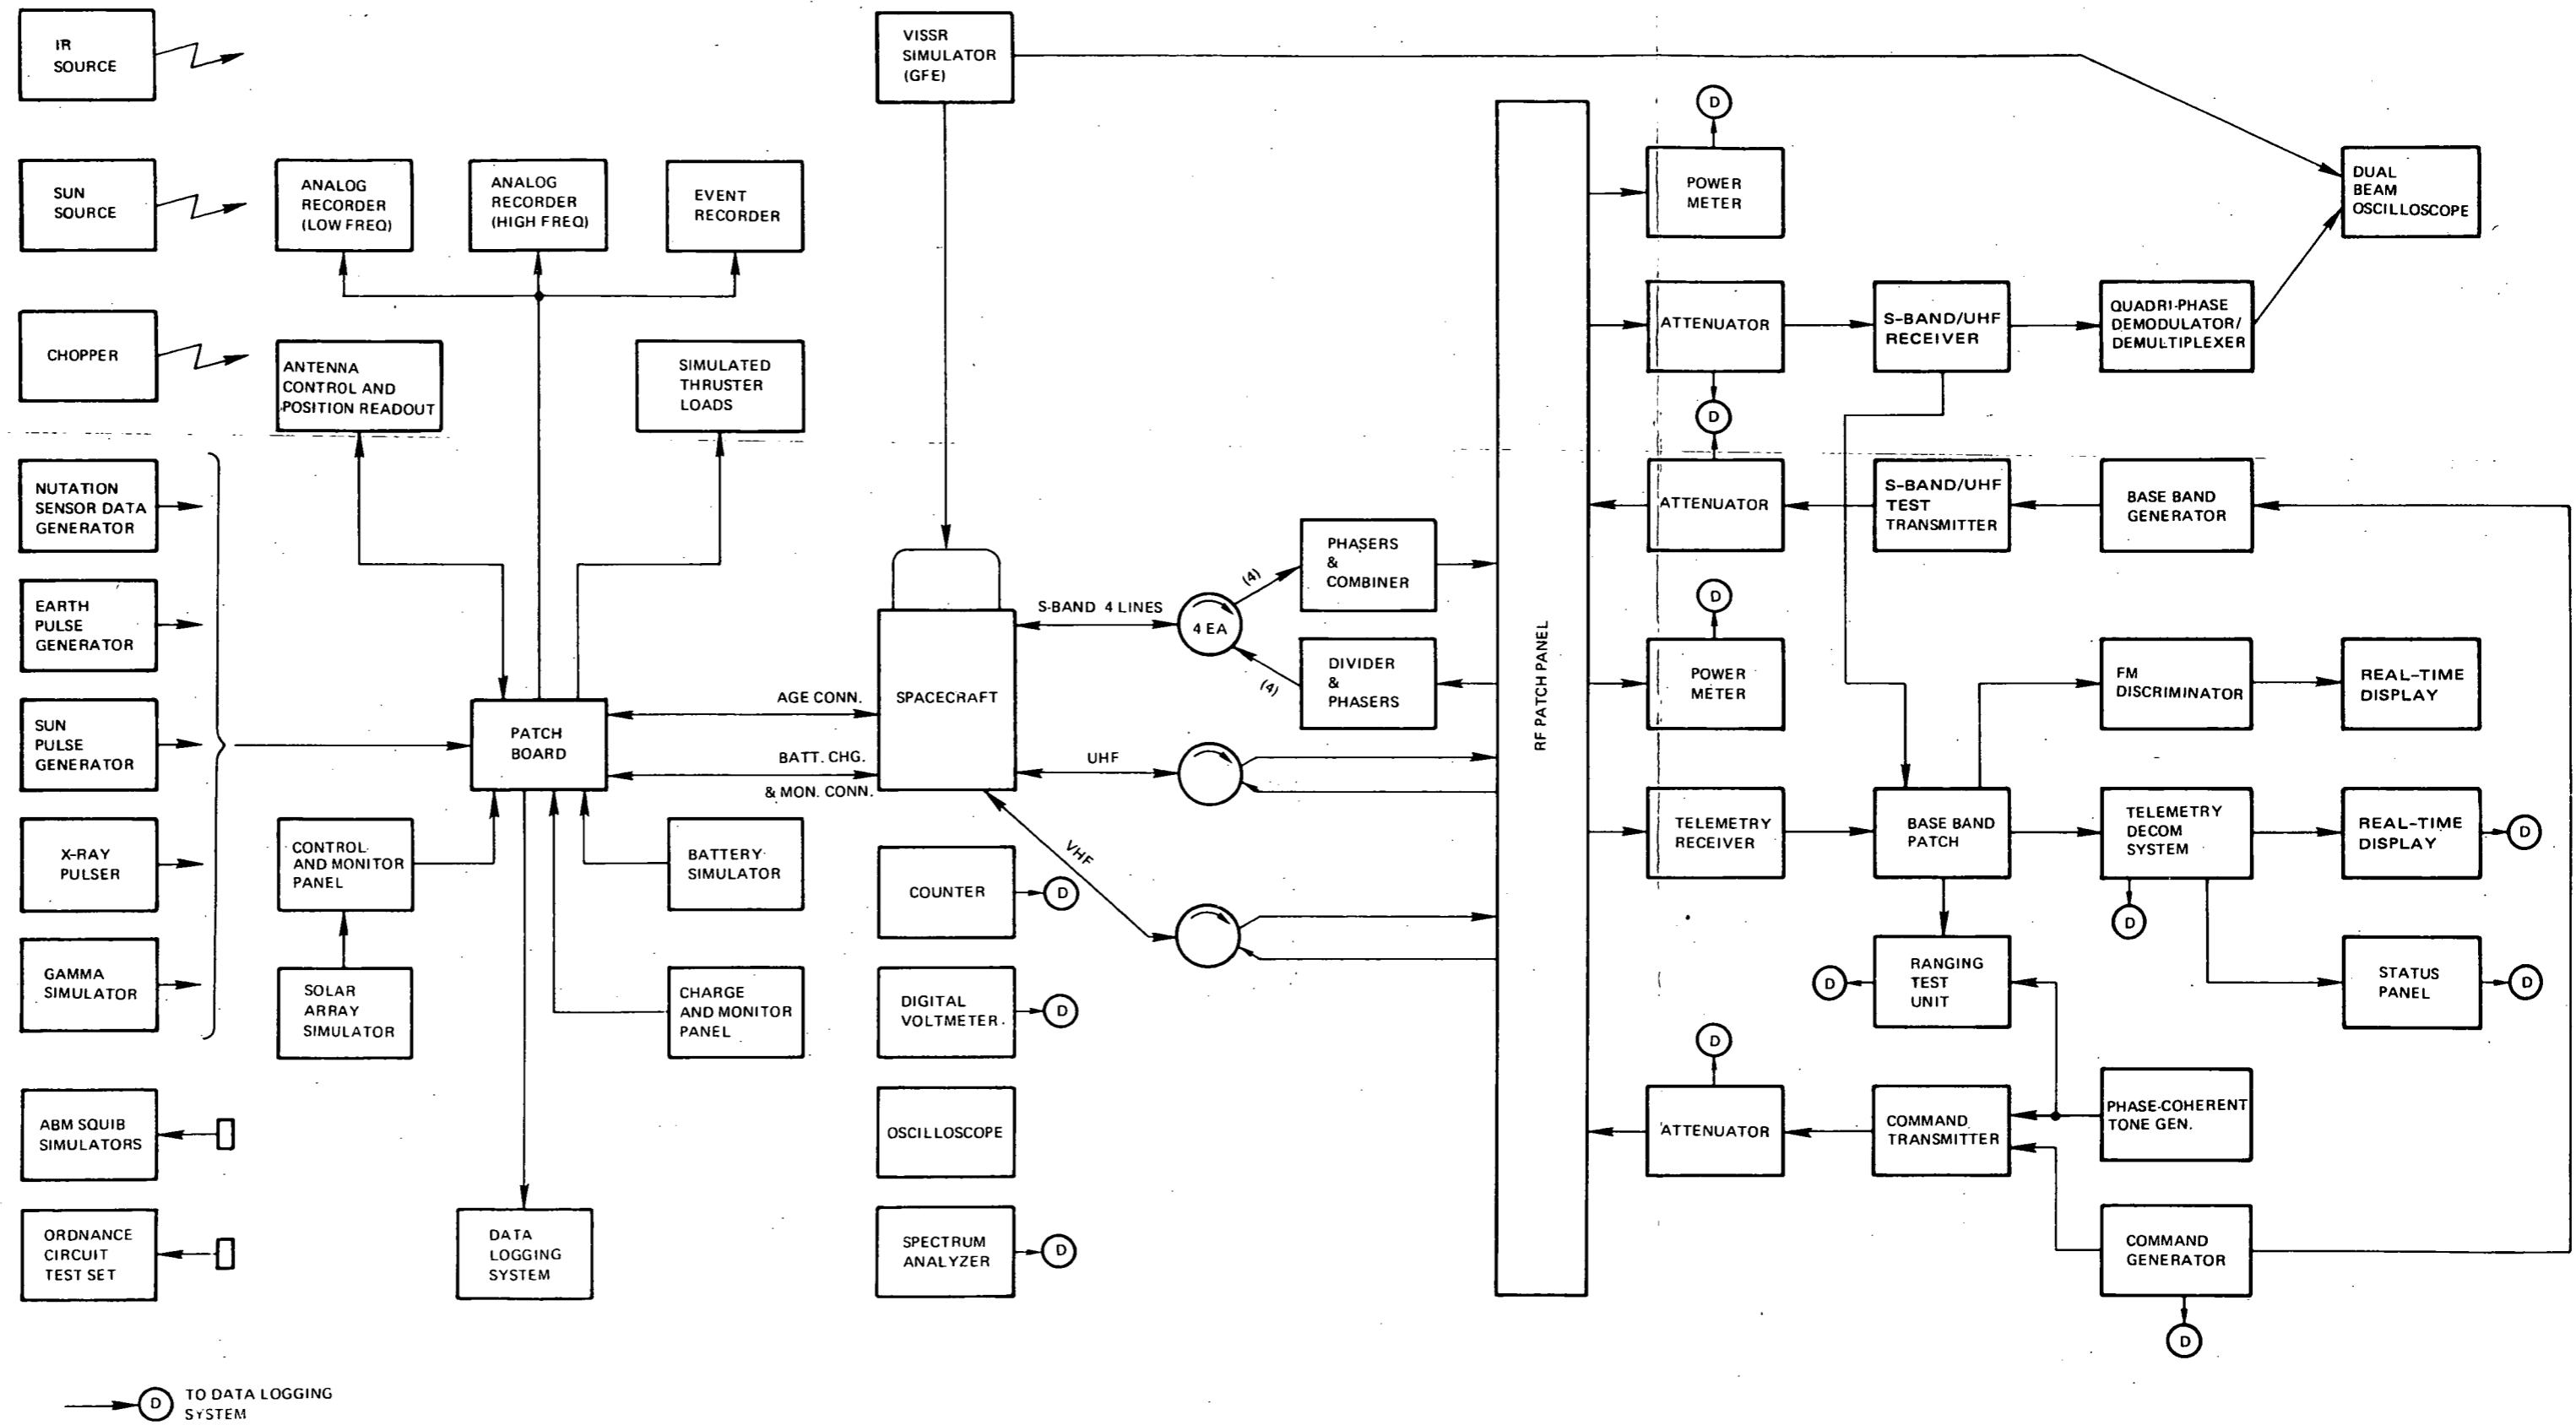 IR
SOURCE
VISSR
SIMULATOR
(GFE)
D
SUN
SOURCE
ANALOG
RECORDER
(LOW FREQ)
ANALOG
RECORDER
(HIGH FREQ)
EVENT
RECORDER
POWER
METER
DUAL
BEAM
OSCILLOSCOPE
CHOPPER
ANTENNA
CONTROL AND
POSITION READOUT
SIMULATED
THRUSTER
LOADS
ATTENUATOR
S-BAND/UHF
RECEIVER
QUADRI-PHASE
DEMODULATOR/
DEMULTIPLEXER
D
NUTATION
SENSOR DATA
GENERATOR
ATTENUATOR
S-BAND/UHF
TEST
TRANSMITTER
BASE BAND
GENERATOR
EARTH
PULSE
GENERATOR
S-BAND 4 LINES
4 EA
(4)
(4)
PHASERS
&
COMBINER
DIVIDER
&
PHASERS
RF PATCH PANEL
D
POWER
METER
FM
DISCRIMINATOR
REAL-TIME
DISPLAY
SUN
PULSE
GENERATOR
PATCH
BOARD
AGE CONN.
BATT. CHG.
& MON. CONN.
SPACECRAFT
UHF
VHF
X-RAY
PULSER
CONTROL
AND MONITOR
PANEL
BATTERY
SIMULATOR
COUNTER
D
TELEMETRY
RECEIVER
BASE BAND
PATCH
TELEMETRY
DECOM
SYSTEM
REAL-TIME
DISPLAY
D
D
GAMMA
SIMULATOR
SOLAR
ARRAY
SIMULATOR
CHARGE
AND MONITOR
PANEL
DIGITAL
VOLTMETER
D
D
RANGING
TEST
UNIT
STATUS
PANEL
D
D
ABM SQUIB
SIMULATORS
OSCILLOSCOPE
ATTENUATOR
COMMAND
TRANSMITTER
PHASE-COHERENT
TONE GEN.
ORDNANCE
CIRCUIT
TEST SET
DATA
LOGGING
SYSTEM
SPECTRUM
ANALYZER
D
COMMAND
GENERATOR
D
D
TO DATA LOGGING
SYSTEM